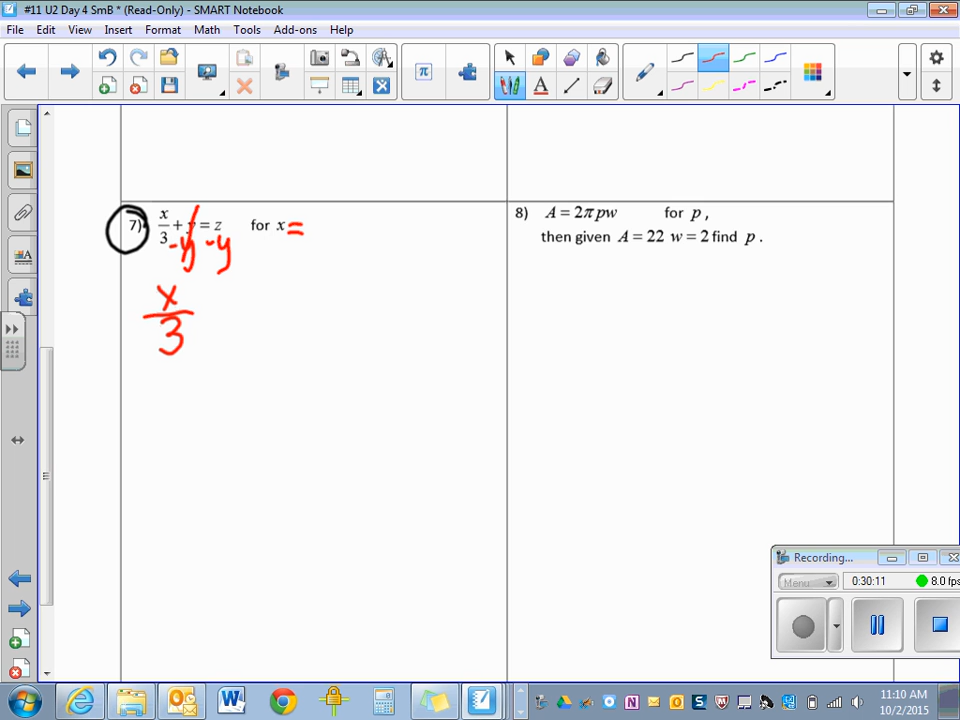 #11 U2 Day 4 SmB * (Read-Only) - SMART Notebook
File Edit View Insert Format Math Tools Add-ons Help
π
A
7) x/3 + y = z for x =
-y -y
x
3
8) A = 2π pw for p ,
then given A = 22 w = 2 find p .
Recording...
Menu
0:30:11 8.0 fps
11:10 AM
10/2/2015